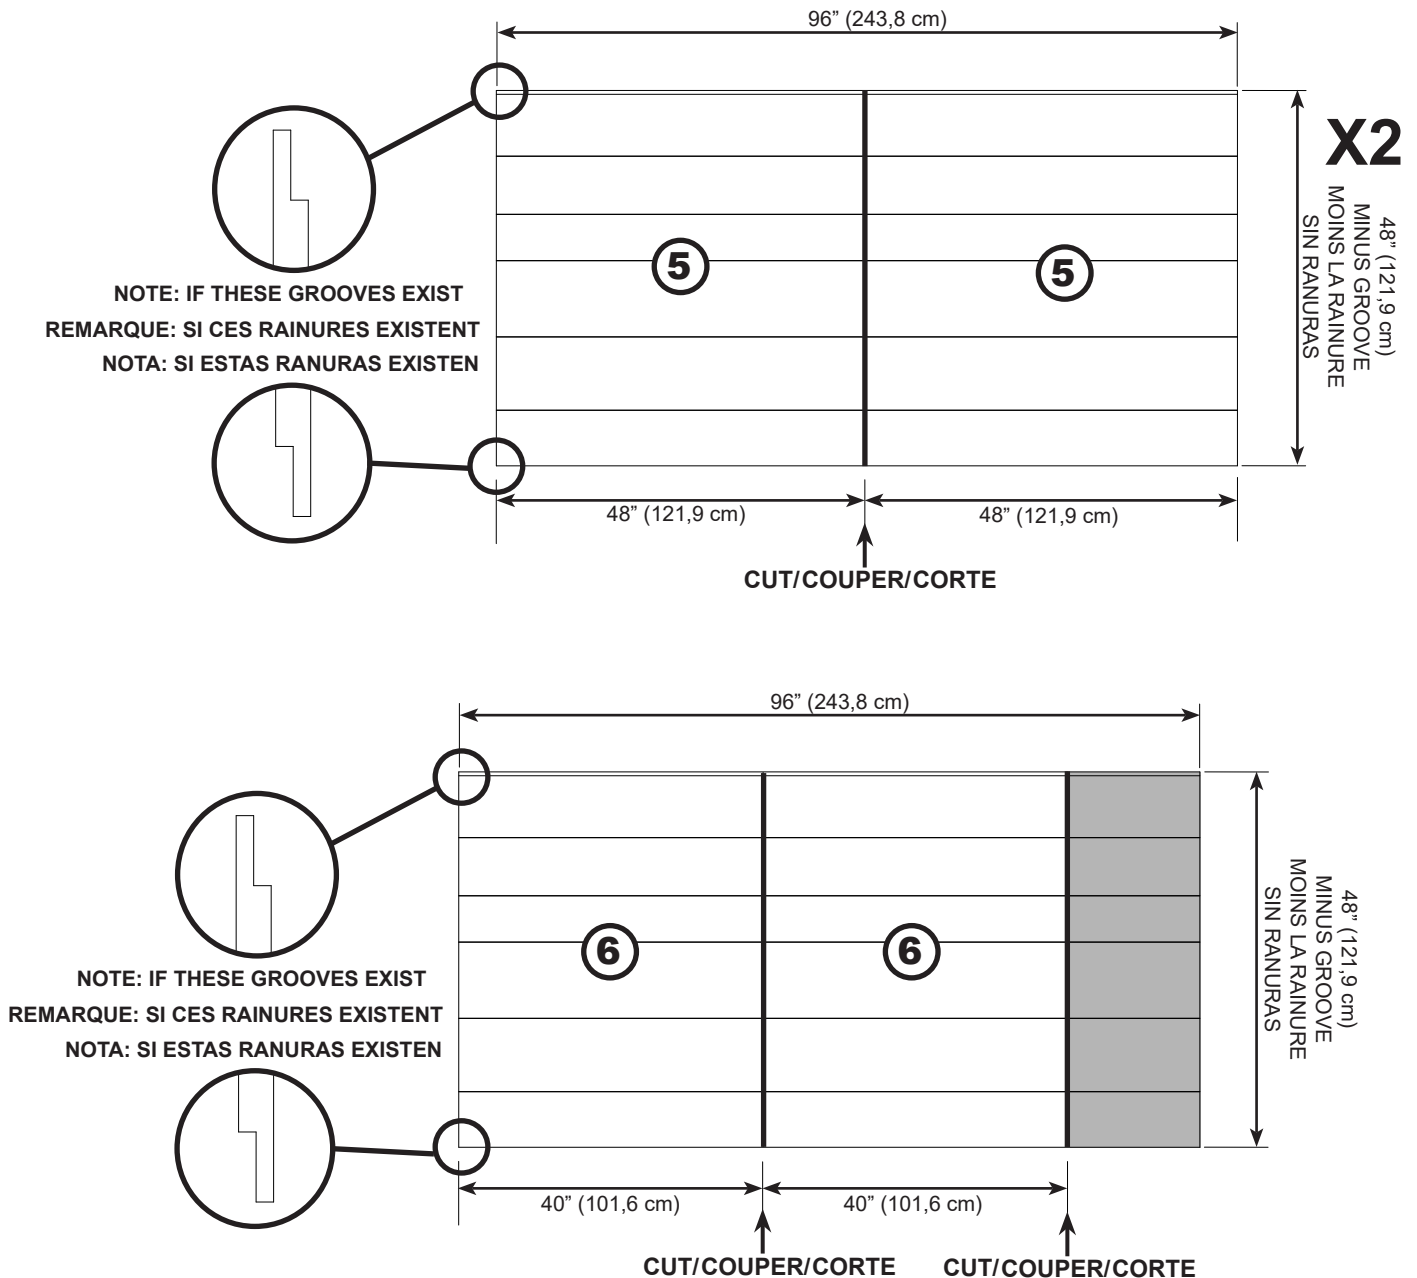 96” (243,8 cm)
X2
48” (121,9 cm)
MINUS GROOVE
MOINS LA RAINURE
SIN RANURAS
5
5
NOTE: IF THESE GROOVES EXIST
REMARQUE: SI CES RAINURES EXISTENT
NOTA: SI ESTAS RANURAS EXISTEN
48” (121,9 cm)
48” (121,9 cm)
CUT/COUPER/CORTE
96” (243,8 cm)
48” (121,9 cm)
MINUS GROOVE
MOINS LA RAINURE
SIN RANURAS
6
6
NOTE: IF THESE GROOVES EXIST
REMARQUE: SI CES RAINURES EXISTENT
NOTA: SI ESTAS RANURAS EXISTEN
40” (101,6 cm)
40” (101,6 cm)
CUT/COUPER/CORTE
CUT/COUPER/CORTE